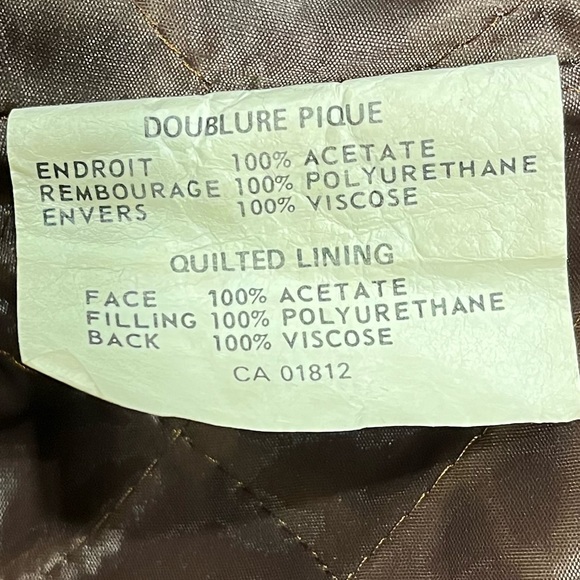 DOUBLURE PIQUE
ENDROIT 100% ACETATE
REMBOURAGE 100% POLYURETHANE
ENVERS 100% VISCOSE
QUILTED LINING
FACE 100% ACETATE
FILLING 100% POLYURETHANE
BACK 100% VISCOSE
CA 01812